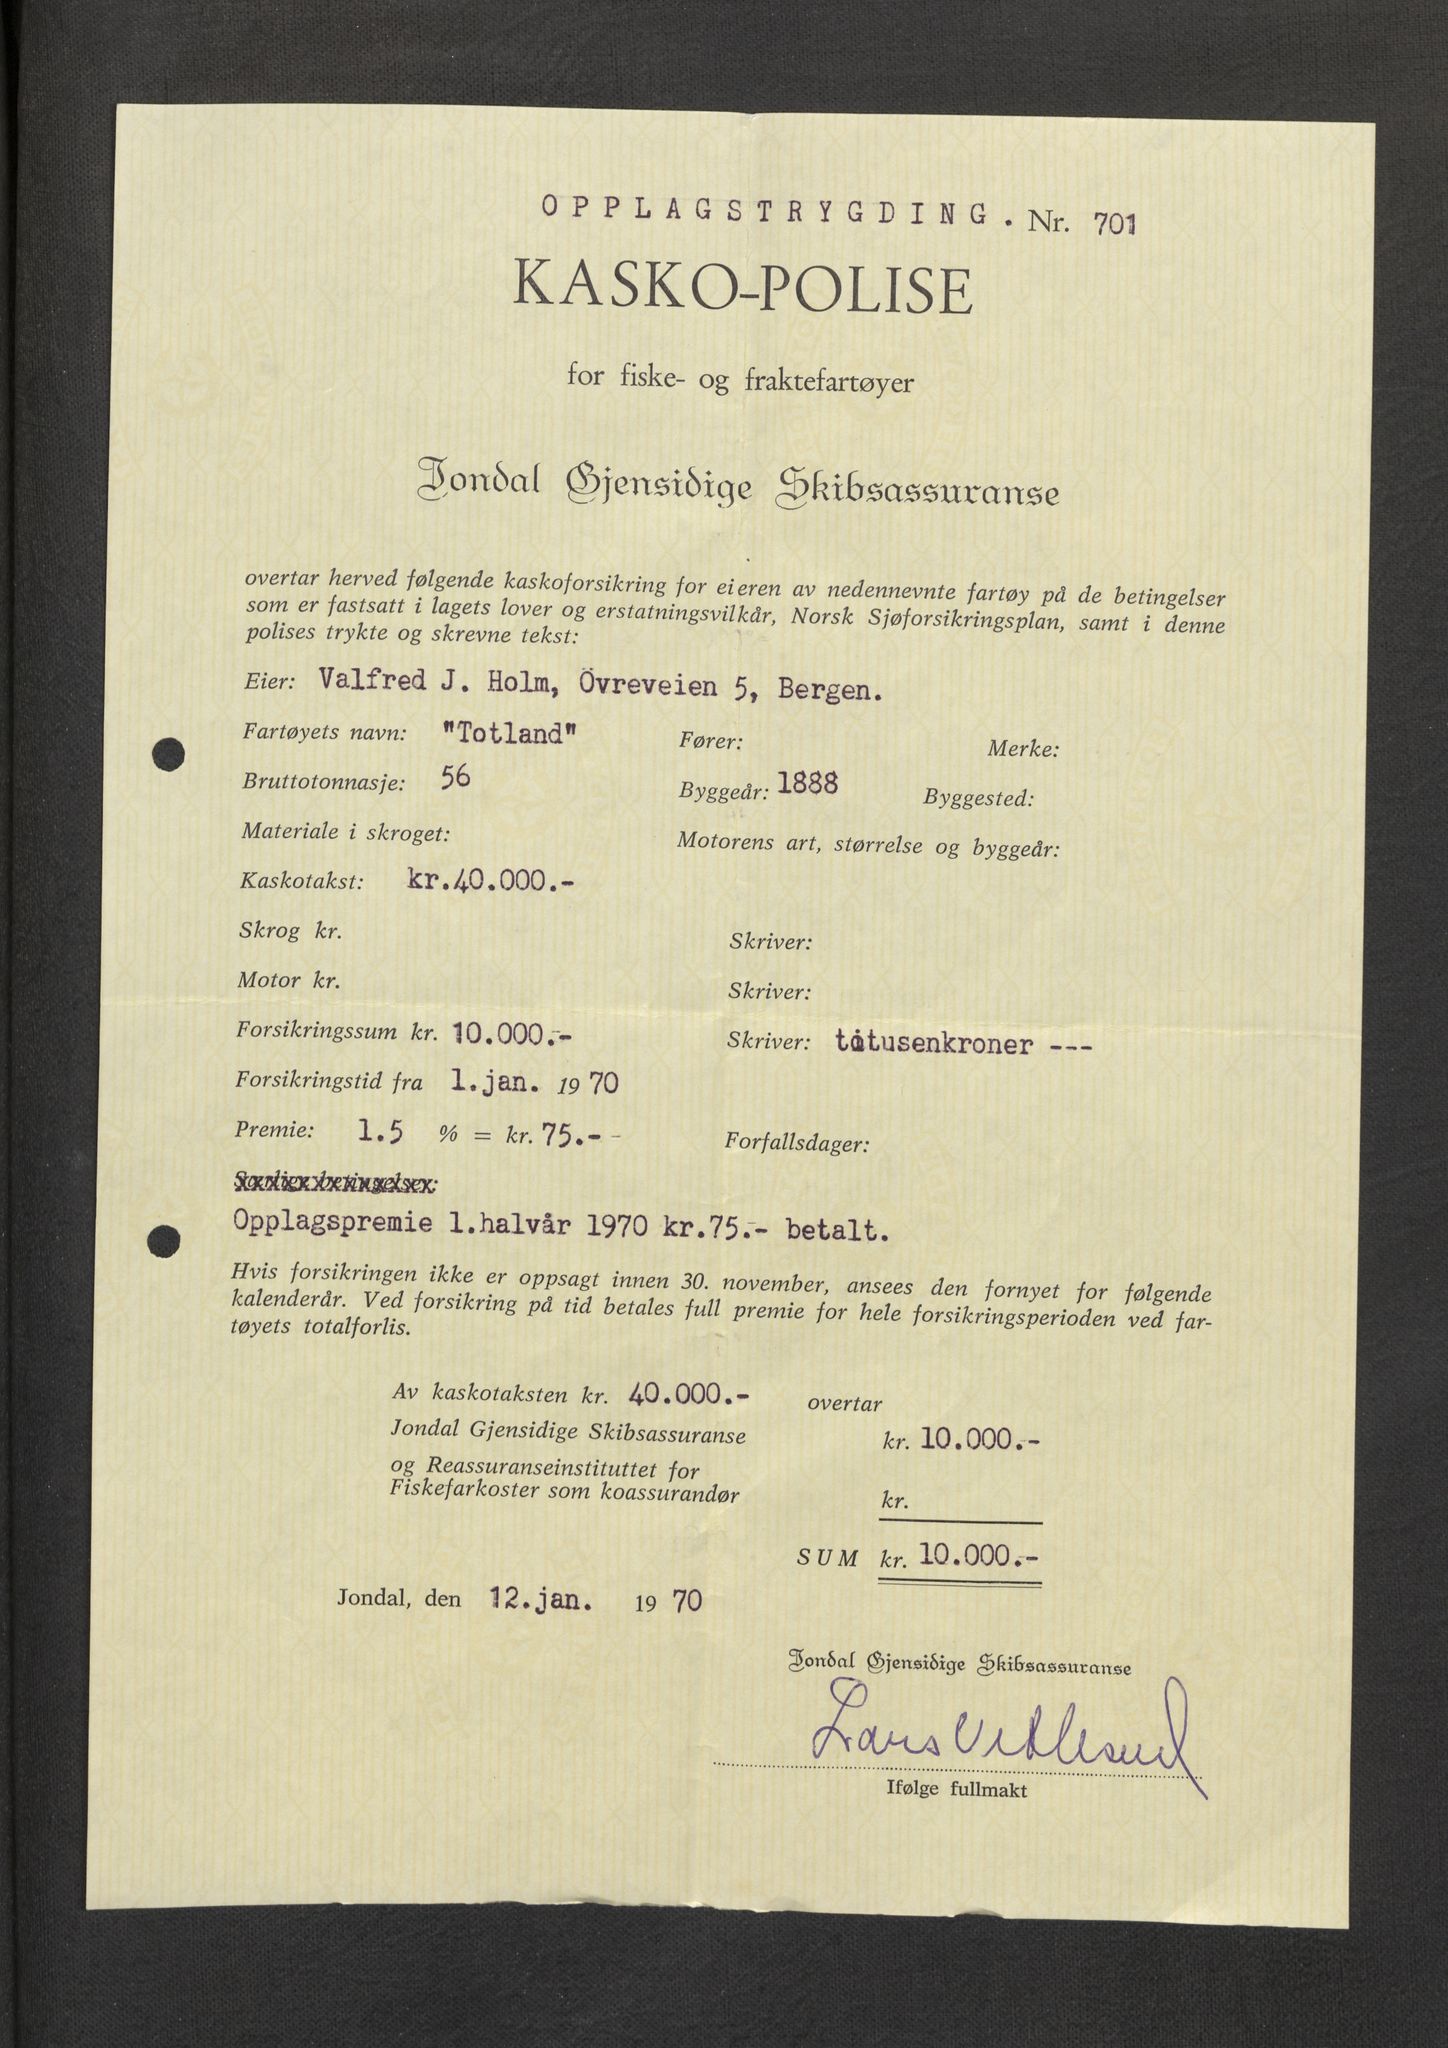 OPPLAGSTRYGDING. Nr. 701
KASKO-POLISE
for fiske- og fraktefartøyer
Jondal Gjensidige Skibsassuranse
overtar herved følgende kaskoforsikring for eieren av nedennevnte fartøy på de betingelser
som er fastsatt i lagets lover og erstatningsvilkår, Norsk Sjøforsikringsplan, samt i denne
polises trykte og skrevne tekst:
Eier: Valfred J. Holm, Övreveien 5, Bergen.
Fartøyets navn: "Totland" Fører: Merke:
Bruttotonnasje: 56 Byggeår: 1888 Byggested:
Materiale i skroget: Motorens art, størrelse og byggeår:
Kaskotakst: kr.40.000.-
Skrog kr. Skriver:
Motor kr. Skriver:
Forsikringssum kr. 10.000.- Skriver: titusenkroner ---
Forsikringstid fra 1.jan. 19 70
Premie: 1.5 % = kr. 75.-- Forfallsdager:
Særlige betingelser:
Opplagspremie 1.halvår 1970 kr.75.- betalt.
Hvis forsikringen ikke er oppsagt innen 30. november, ansees den fornyet for følgende
kalenderår. Ved forsikring på tid betales full premie for hele forsikringsperioden ved far-
tøyets totalforlis.
Av kaskotaksten kr. 40.000.- overtar
Jondal Gjensidige Skibsassuranse kr. 10.000.-
og Reassuranseinstituttet for
Fiskefarkoster som koassurandør kr.
SUM kr. 10.000.-
Jondal, den 12.jan. 19 70
Jondal Gjensidige Skibsassuranse
Lars
Ifølge fullmakt